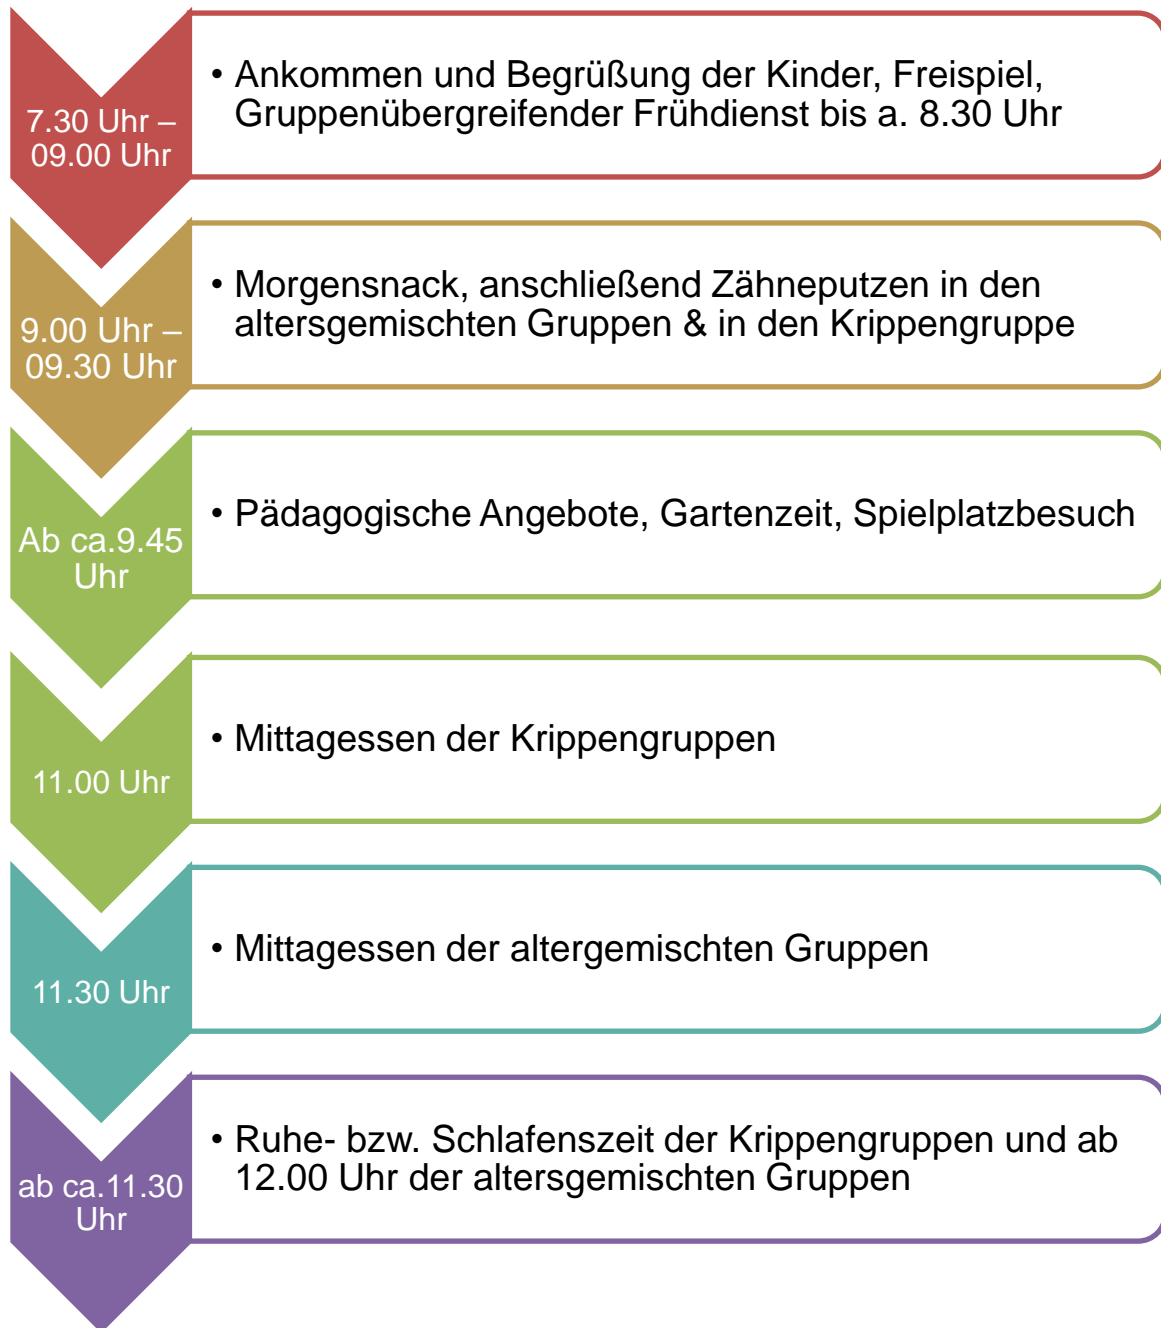 7.30 Uhr –
09.00 Uhr
• Ankommen und Begrüßung der Kinder, Freispiel,
Gruppenübergreifender Frühdienst bis a. 8.30 Uhr
9.00 Uhr –
09.30 Uhr
• Morgensnack, anschließend Zähneputzen in den
altersgemischten Gruppen & in den Krippengruppe
Ab ca.9.45
Uhr
• Pädagogische Angebote, Gartenzeit, Spielplatzbesuch
11.00 Uhr
• Mittagessen der Krippengruppen
11.30 Uhr
• Mittagessen der altergemischten Gruppen
ab ca.11.30
Uhr
• Ruhe- bzw. Schlafenszeit der Krippengruppen und ab
12.00 Uhr der altersgemischten Gruppen